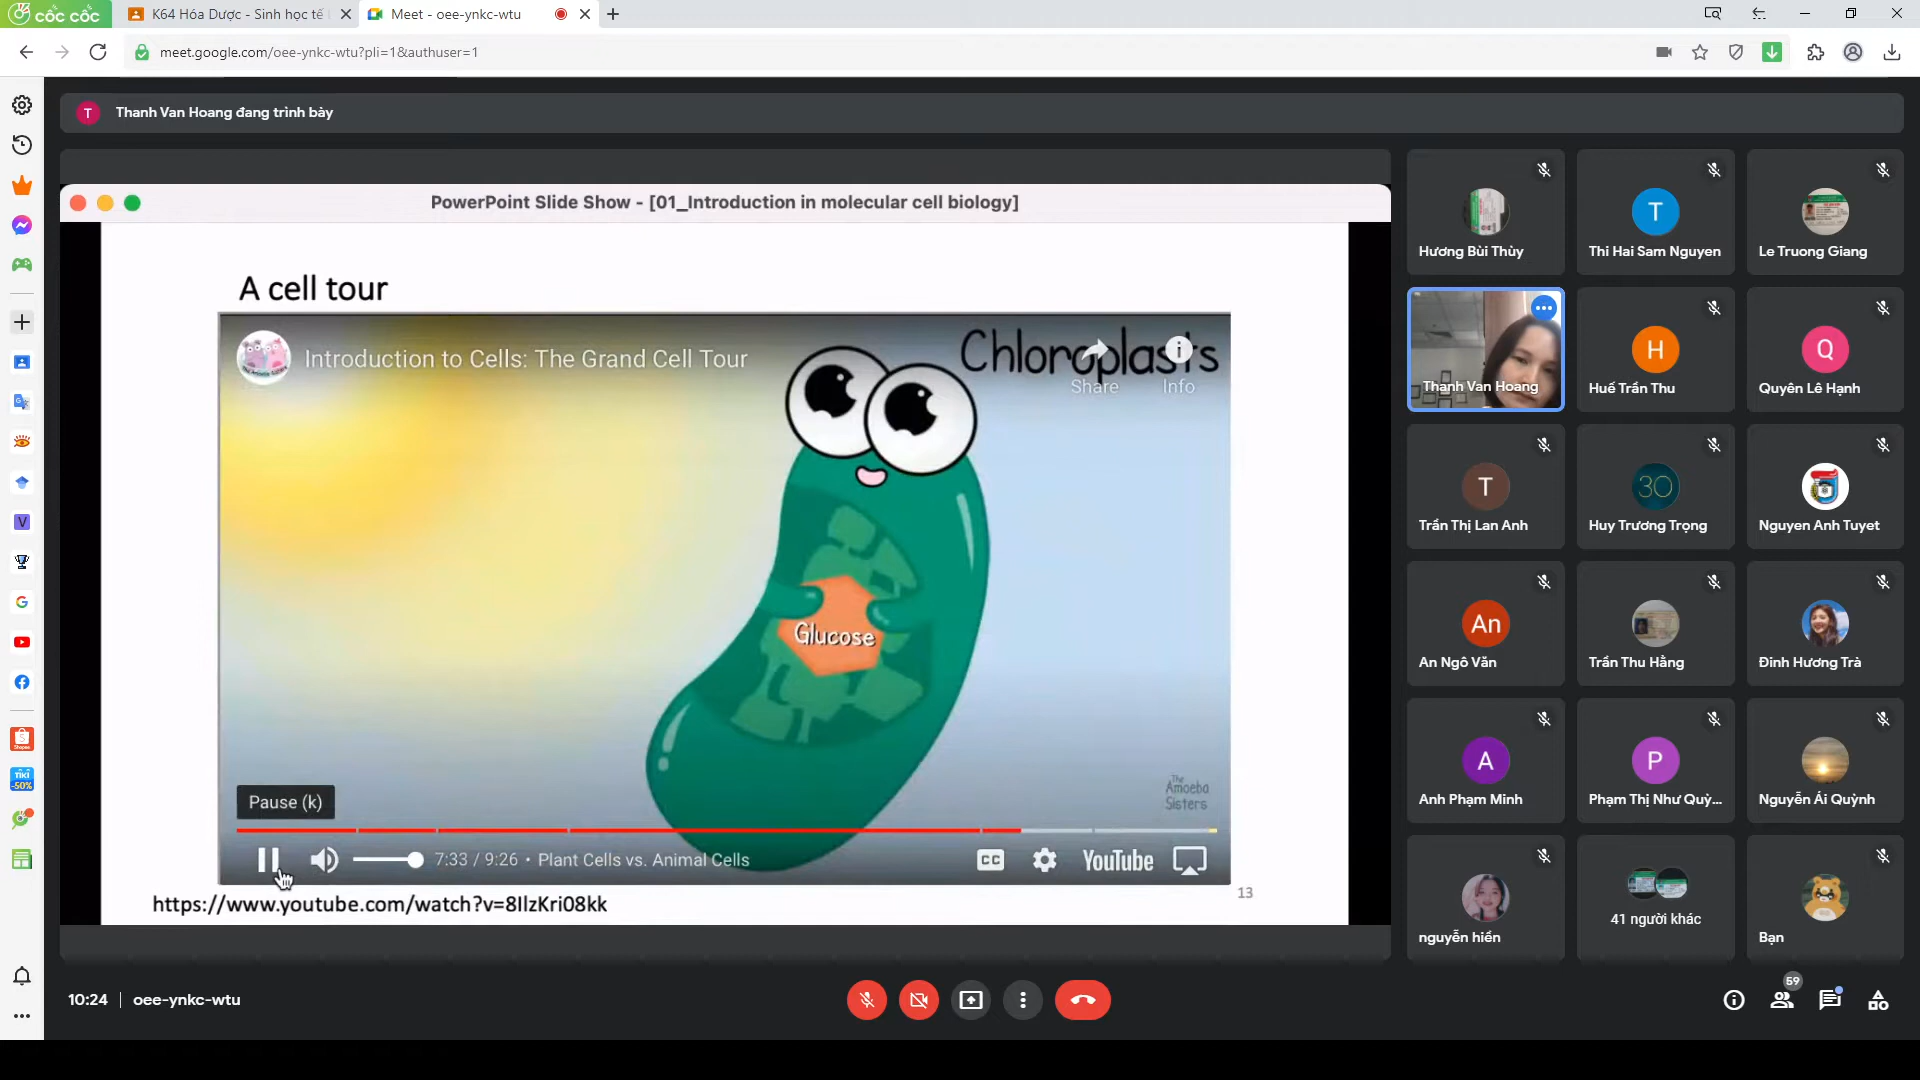 cốc cốc
K64 Hóa Dược - Sinh học tế
Meet - oee-ynkc-wtu
meet.google.com/oee-ynkc-wtu?pli=1&authuser=1
T
Thanh Van Hoang đang trình bày
PowerPoint Slide Show - [01_Introduction in molecular cell biology]
A cell tour
Introduction to Cells: The Grand Cell Tour
Chloroplasts
Share
Info
Glucose
The
Amoeba
Sisters
Pause (k)
7:33 / 9:26 • Plant Cells vs. Animal Cells
CC
YouTube
https://www.youtube.com/watch?v=8IlzKri08kk
13
Hương Bùi Thùy
T
Thi Hai Sam Nguyen
Le Truong Giang
Thanh Van Hoang
H
Huế Trần Thu
Q
Quyên Lê Hạnh
T
Trần Thị Lan Anh
30
Huy Trương Trọng
Nguyen Anh Tuyet
An
An Ngô Văn
Trần Thu Hằng
Đinh Hương Trà
A
Anh Phạm Minh
P
Phạm Thị Như Quỳ...
Nguyễn Ái Quỳnh
nguyễn hiền
41 người khác
Bạn
V
G
Shopee
TIKI
-50%
10:24
oee-ynkc-wtu
59